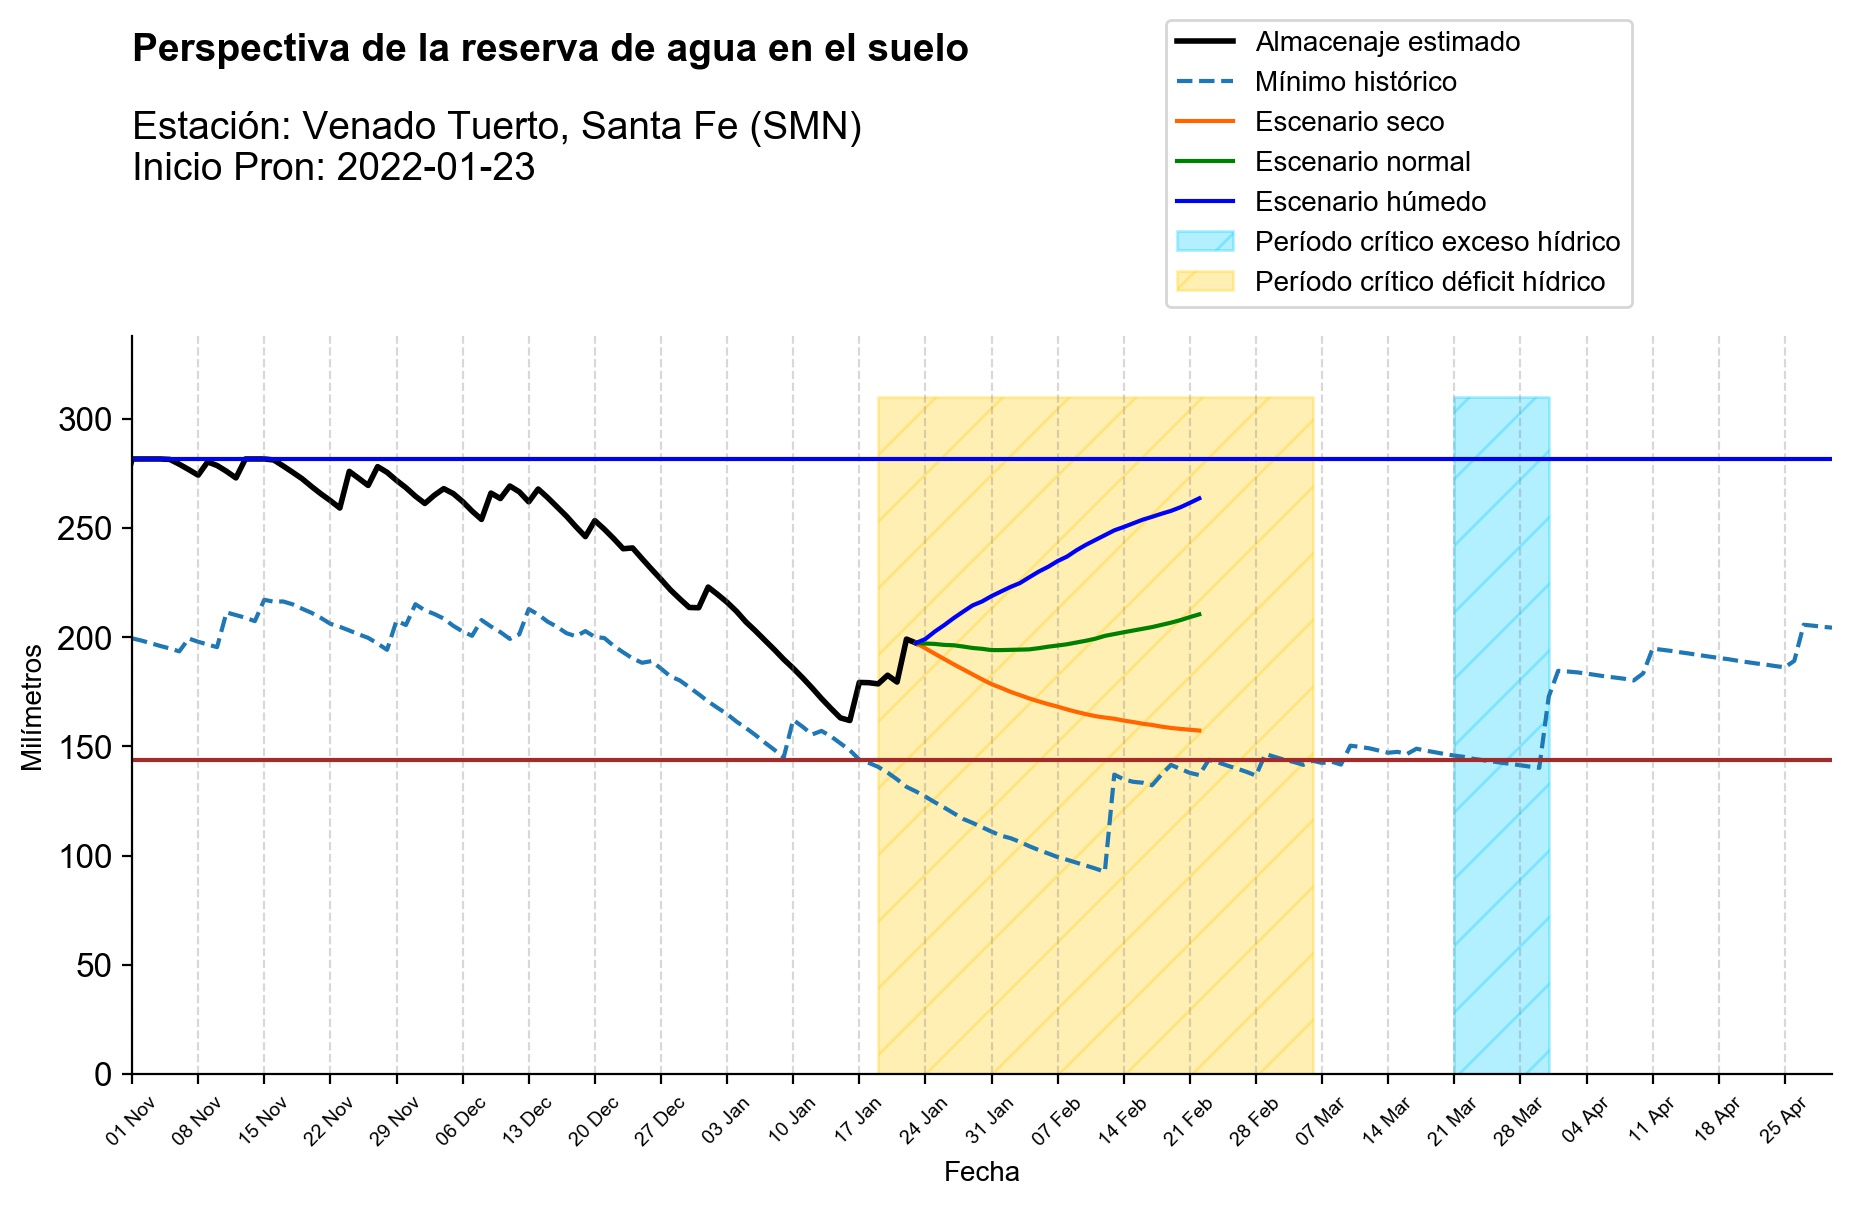 Perspectiva de la reserva de agua en el suelo
Estación: Venado Tuerto, Santa Fe (SMN)
Inicio Pron: 2022-01-23
Almacenaje estimado
Mínimo histórico
Escenario seco
Escenario normal
Escenario húmedo
Período crítico exceso hídrico
Período crítico déficit hídrico
Milímetros
300
250
200
150
100
50
0
01 Nov
08 Nov
15 Nov
22 Nov
29 Nov
06 Dec
13 Dec
20 Dec
27 Dec
03 Jan
10 Jan
17 Jan
24 Jan
31 Jan
07 Feb
14 Feb
21 Feb
28 Feb
07 Mar
14 Mar
21 Mar
28 Mar
04 Apr
11 Apr
18 Apr
25 Apr
Fecha